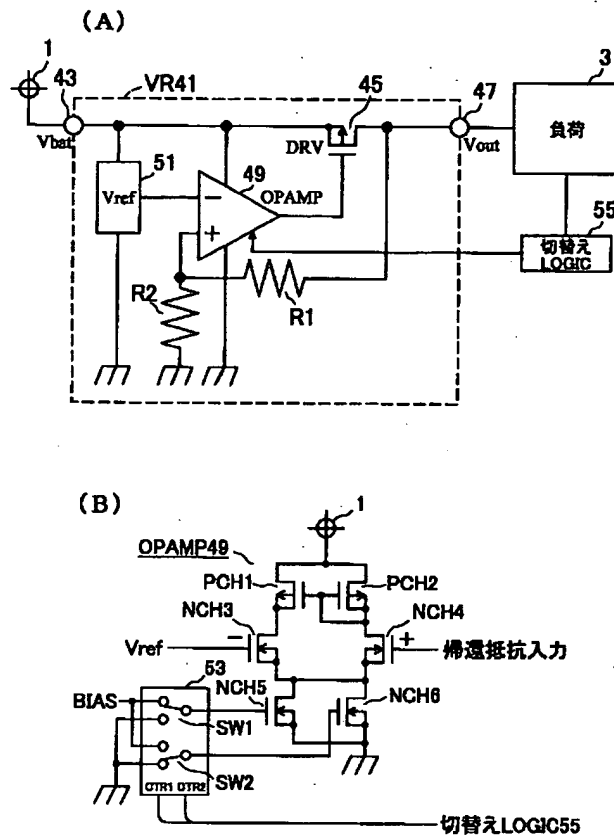 (A)
1
43
VR41
45
47
3
Vbat
DRV
Vout
負荷
51
Vref
49
OPAMP
55
切替え
LOGIC
−
+
R2
R1
(B)
1
OPAMP49
PCH1
PCH2
NCH3
NCH4
Vref
−
+
帰還抵抗入力
53
BIAS
NCH5
NCH6
SW1
SW2
CTR1 CTR2
切替えLOGIC55